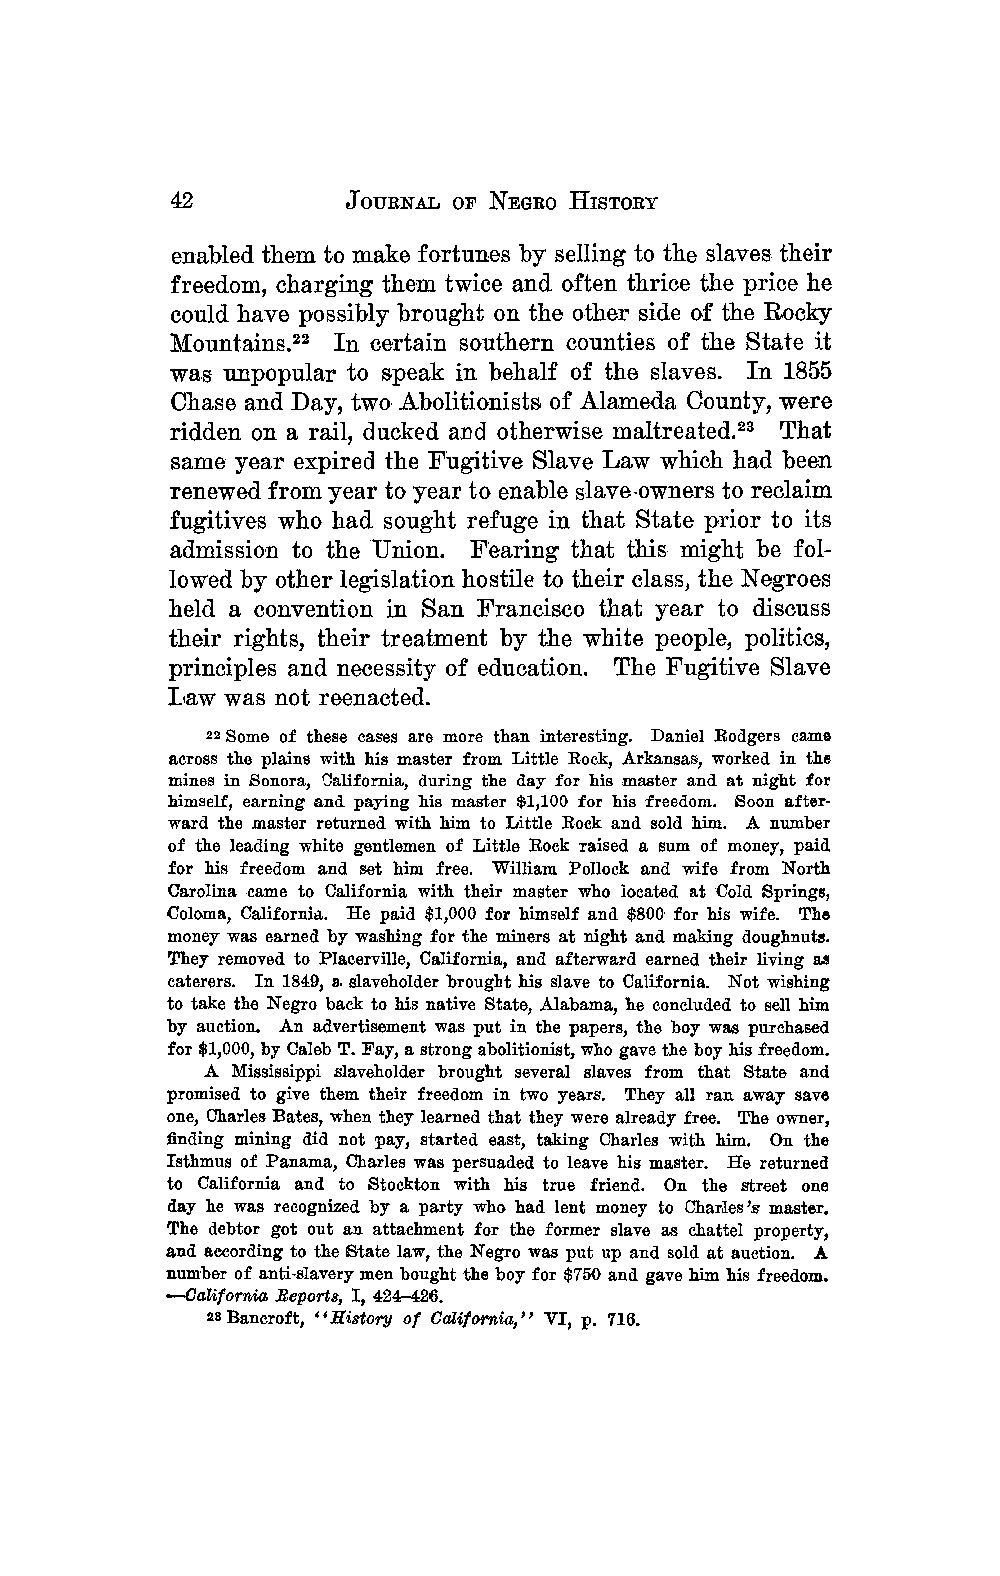 42 JOURNAL OF NEGRO HISTORY
enabled them to make fortunes by selling to the slaves their
freedom, charging them twice and often thrice the price he
could have possibly brought on the other side of the Rocky
Mountains.²² In certain southern counties of the State it
was unpopular to speak in behalf of the slaves. In 1855
Chase and Day, two Abolitionists of Alameda County, were
ridden on a rail, ducked and otherwise maltreated.²³ That
same year expired the Fugitive Slave Law which had been
renewed from year to year to enable slave-owners to reclaim
fugitives who had sought refuge in that State prior to its
admission to the Union. Fearing that this might be fol-
lowed by other legislation hostile to their class, the Negroes
held a convention in San Francisco that year to discuss
their rights, their treatment by the white people, politics,
principles and necessity of education. The Fugitive Slave
Law was not reenacted.
²² Some of these cases are more than interesting. Daniel Rodgers came
across the plains with his master from Little Rock, Arkansas, worked in the
mines in Sonora, California, during the day for his master and at night for
himself, earning and paying his master $1,100 for his freedom. Soon after-
ward the master returned with him to Little Rock and sold him. A number
of the leading white gentlemen of Little Rock raised a sum of money, paid
for his freedom and set him free. William Pollock and wife from North
Carolina came to California with their master who located at Cold Springs,
Coloma, California. He paid $1,000 for himself and $800 for his wife. The
money was earned by washing for the miners at night and making doughnuts.
They removed to Placerville, California, and afterward earned their living as
caterers. In 1849, a slaveholder brought his slave to California. Not wishing
to take the Negro back to his native State, Alabama, he concluded to sell him
by auction. An advertisement was put in the papers, the boy was purchased
for $1,000, by Caleb T. Fay, a strong abolitionist, who gave the boy his freedom.
A Mississippi slaveholder brought several slaves from that State and
promised to give them their freedom in two years. They all ran away save
one, Charles Bates, when they learned that they were already free. The owner,
finding mining did not pay, started east, taking Charles with him. On the
Isthmus of Panama, Charles was persuaded to leave his master. He returned
to California and to Stockton with his true friend. On the street one
day he was recognized by a party who had lent money to Charles's master.
The debtor got out an attachment for the former slave as chattel property,
and according to the State law, the Negro was put up and sold at auction. A
number of anti-slavery men bought the boy for $750 and gave him his freedom.
—California Reports, I, 424–426.
²³ Bancroft, ‘‘History of California,’’ VI, p. 716.